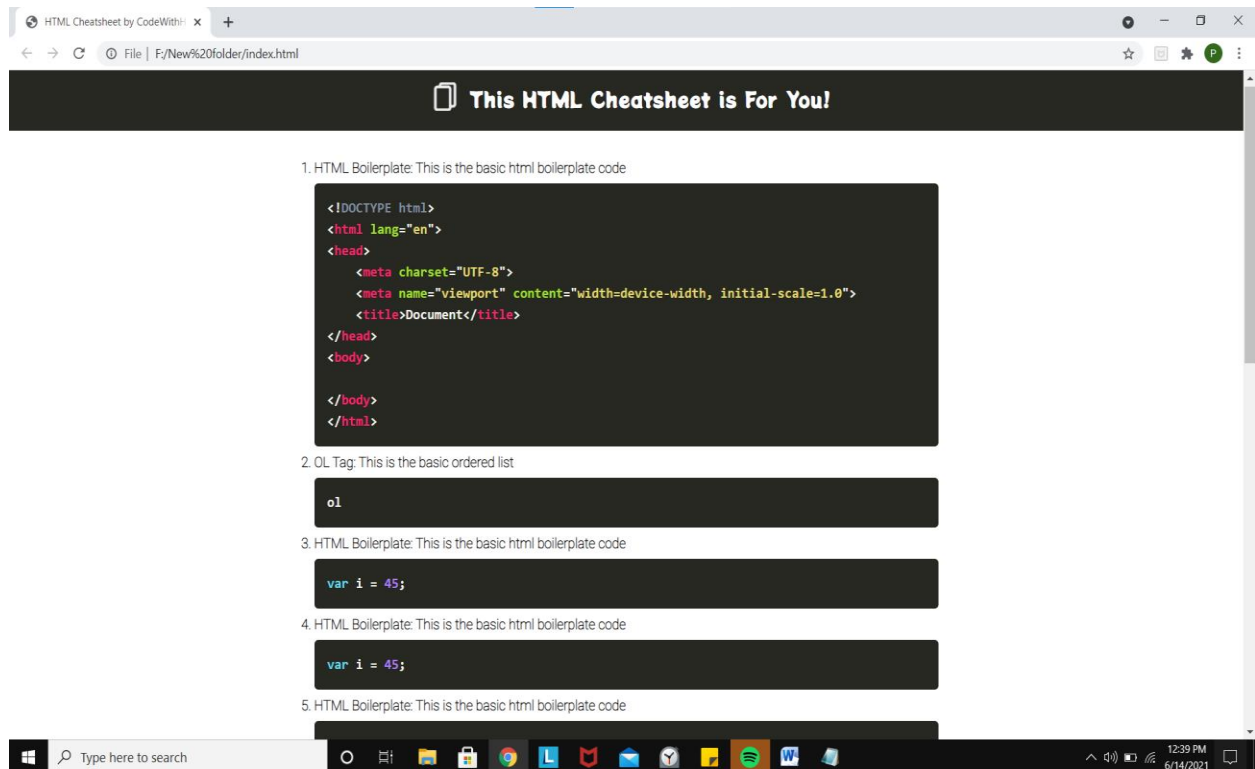 HTML Cheatsheet by CodeWithH
File | F:/New%20folder/index.html
P
This HTML Cheatsheet is For You!
1. HTML Boilerplate: This is the basic html boilerplate code
<!DOCTYPE html>
<html lang="en">
<head>
    <meta charset="UTF-8">
    <meta name="viewport" content="width=device-width, initial-scale=1.0">
    <title>Document</title>
</head>
<body>
</body>
</html>
2. OL Tag: This is the basic ordered list
ol
3. HTML Boilerplate: This is the basic html boilerplate code
var i = 45;
4. HTML Boilerplate: This is the basic html boilerplate code
var i = 45;
5. HTML Boilerplate: This is the basic html boilerplate code
Type here to search
L
W
12:39 PM
6/14/2021